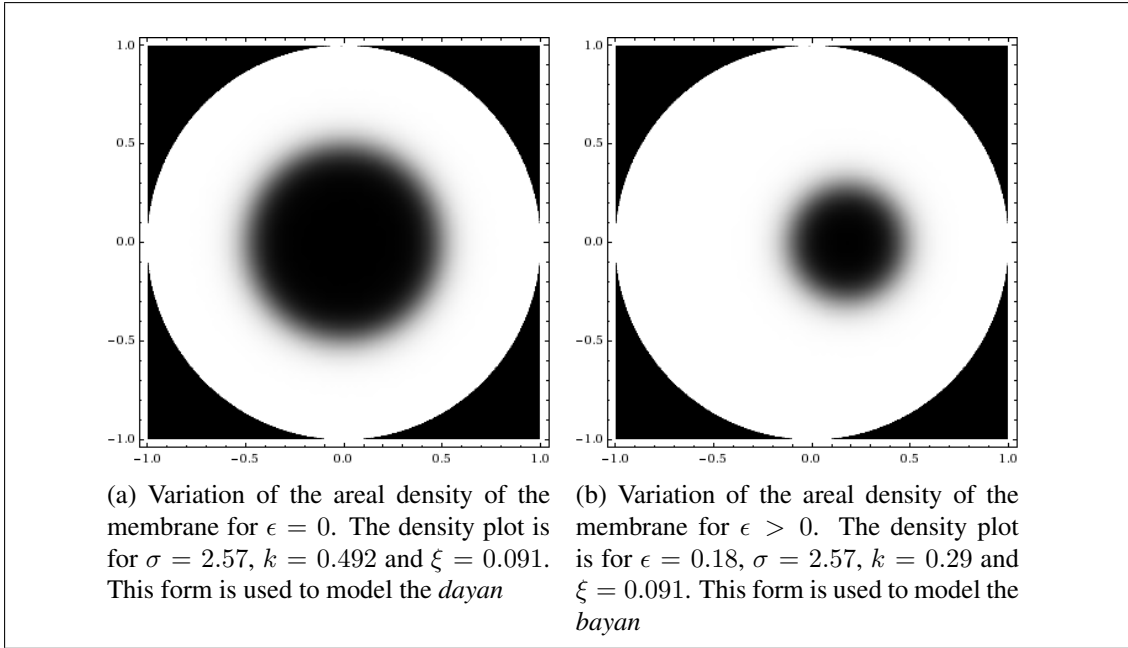 1.0
0.5
0.0
−0.5
−1.0
−1.0 −0.5 0.0 0.5 1.0
(a) Variation of the areal density of the
membrane for ϵ = 0. The density plot is
for σ = 2.57, k = 0.492 and ξ = 0.091.
This form is used to model the dayan
1.0
0.5
0.0
−0.5
−1.0
−1.0 −0.5 0.0 0.5 1.0
(b) Variation of the areal density of the
membrane for ϵ > 0. The density plot
is for ϵ = 0.18, σ = 2.57, k = 0.29 and
ξ = 0.091. This form is used to model the
bayan